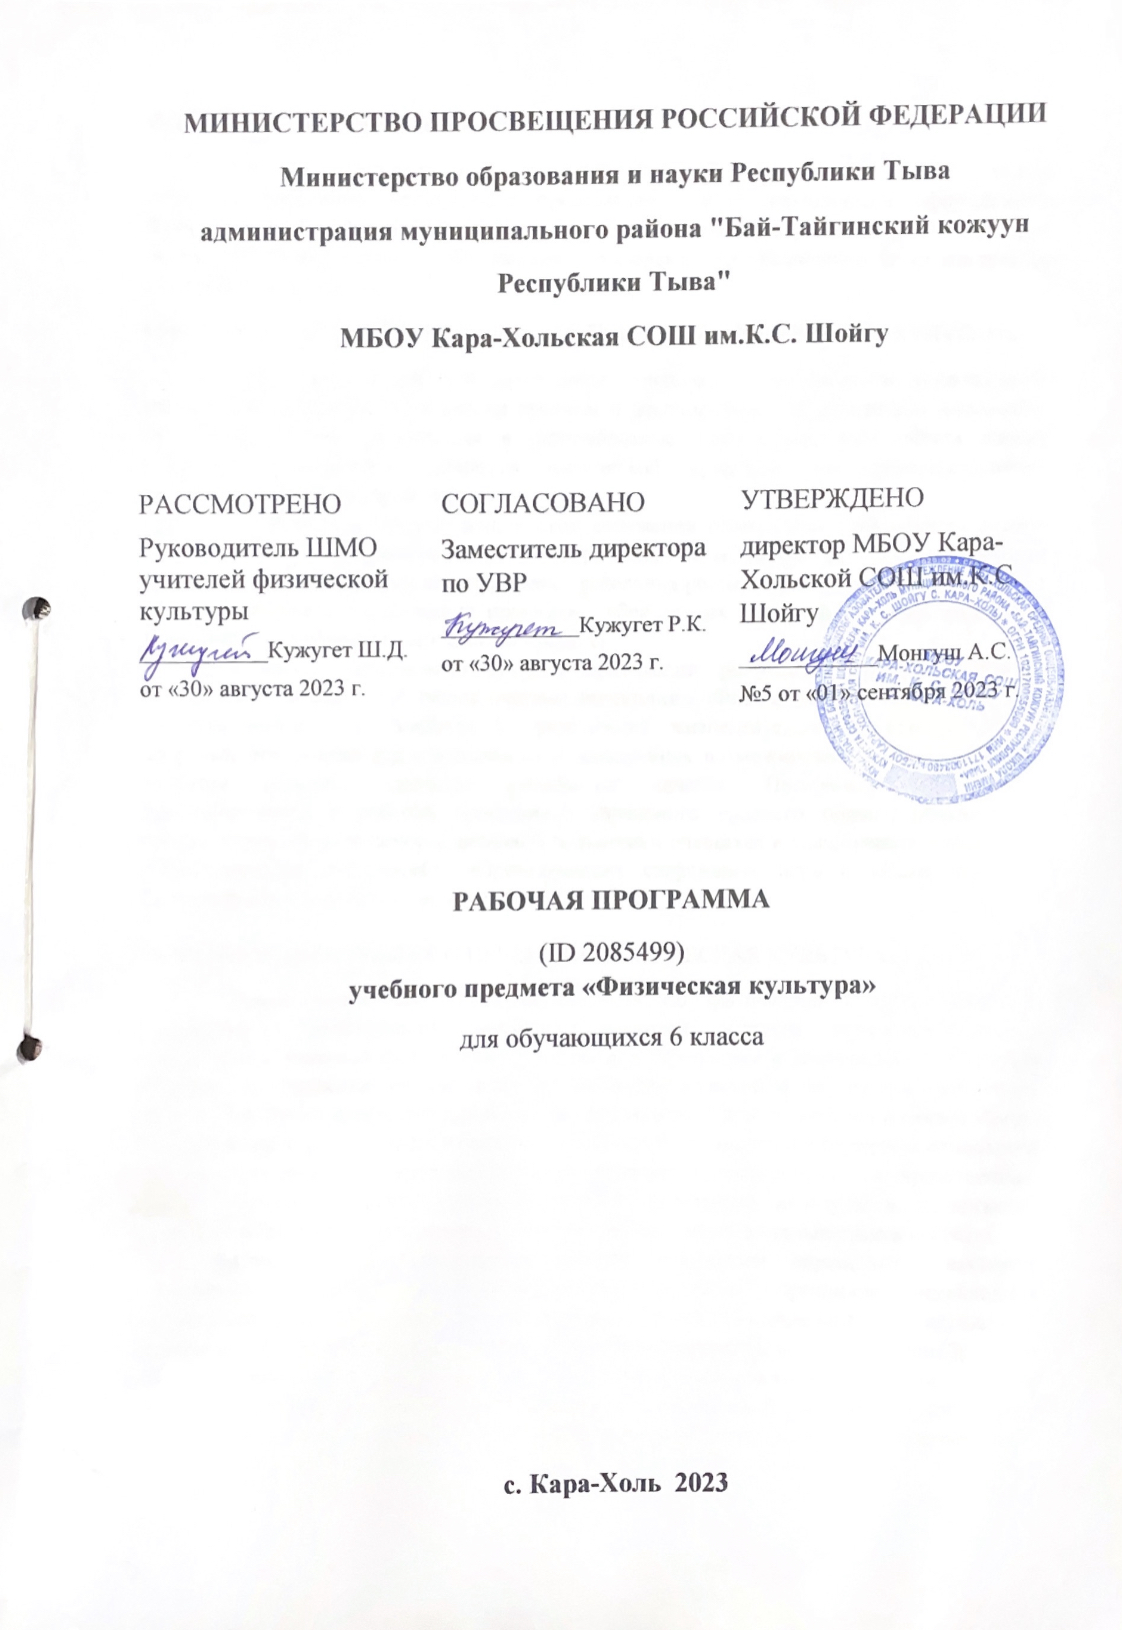 МИНИСТЕРСТВО ПРОСВЕЩЕНИЯ РОССИЙСКОЙ ФЕДЕРАЦИИ
Министерство образования и науки Республики Тыва
администрация муниципального района "Бай-Тайгинский кожуун
Республики Тыва"
МБОУ Кара-Хольская СОШ им.К.С. Шойгу
РАССМОТРЕНО
Руководитель ШМО
учителей физической
культуры
Кужугет Кужугет Ш.Д.
от «30» августа 2023 г.
СОГЛАСОВАНО
Заместитель директора
по УВР
Кужугет Кужугет Р.К.
от «30» августа 2023 г.
УТВЕРЖДЕНО
директор МБОУ Кара-
Хольской СОШ им.К.С
Шойгу
Монгуш Монгуш А.С.
№5 от «01» сентября 2023 г.
РАБОЧАЯ ПРОГРАММА
(ID 2085499)
учебного предмета «Физическая культура»
для обучающихся 6 класса
с. Кара-Холь 2023